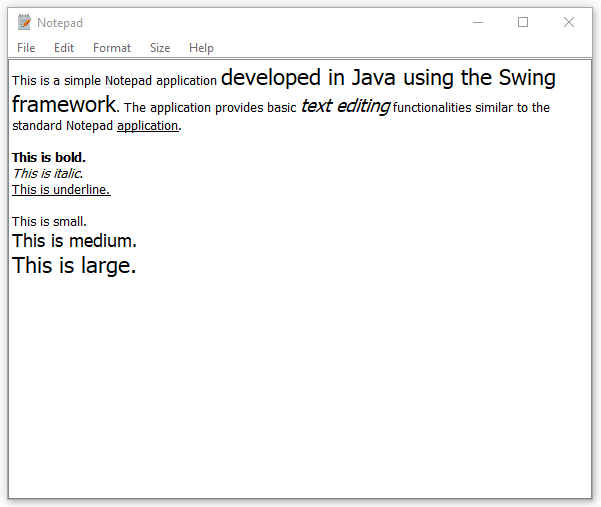 Notepad
File Edit Format Size Help
This is a simple Notepad application developed in Java using the Swing
framework. The application provides basic text editing functionalities similar to the
standard Notepad application.
This is bold.
This is italic.
This is underline.
This is small.
This is medium.
This is large.